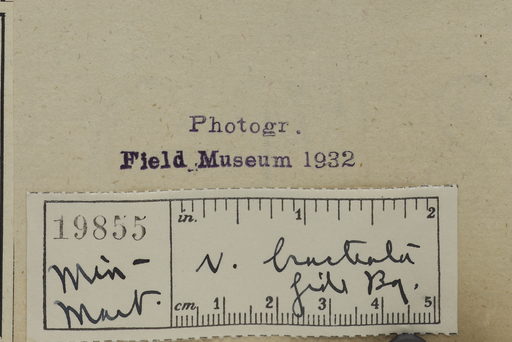 Photogr.
Field Museum 1932
in. 1 2
19855
Min-
Mart.
v. bracteata
fide Bg.
cm 1 2 3 4 5